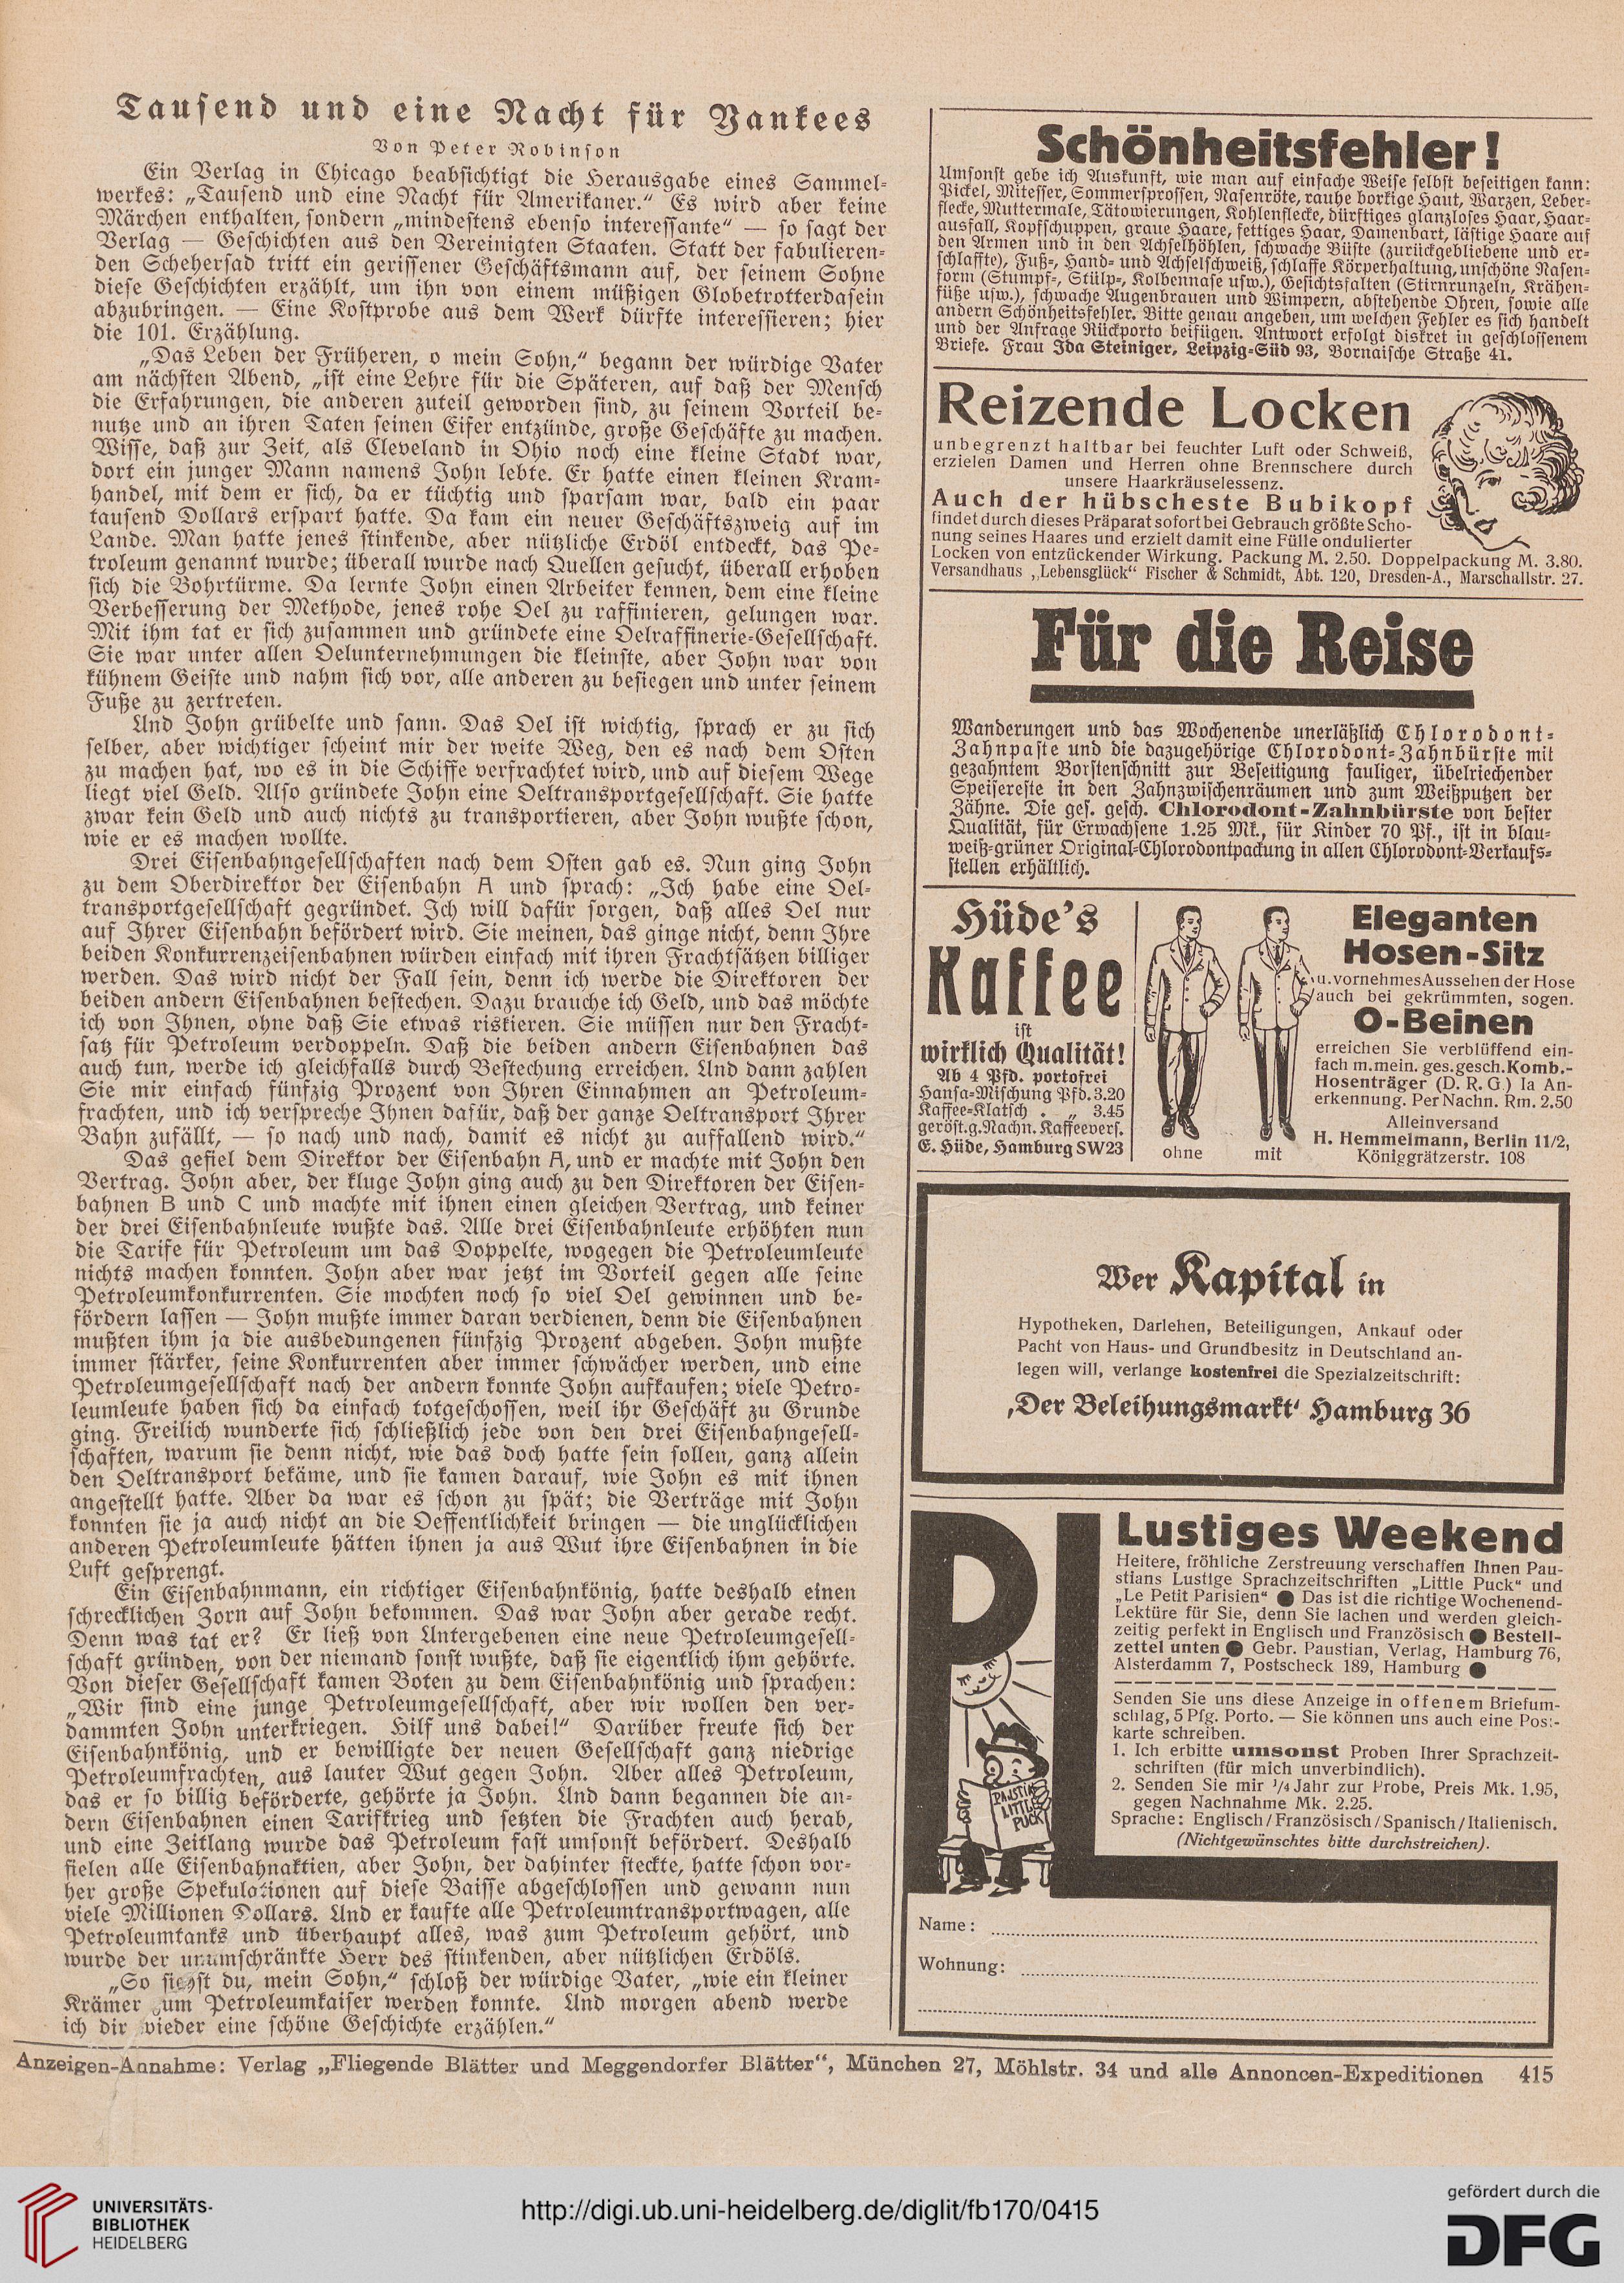 Tausend und eine Nacht für Yankees
Von Peter Robinson
Ein Verlag in Chicago beabsichtigt die Herausgabe eines Sammel-
werkes: „Tausend und eine Nacht für Amerikaner.“ Es wird aber keine
Märchen enthalten, sondern „mindestens ebenso interessante“ — so sagt der
Verlag — Geschichten aus den Vereinigten Staaten. Statt der fabulieren-
den Schehersad tritt ein gerissener Geschäftsmann auf, der seinem Sohne
diese Geschichten erzählt, um ihn von einem müßigen Globetrotterdasein
abzubringen. — Eine Kostprobe aus dem Werk dürfte interessieren; hier
die 101. Erzählung.
„Das Leben der Früheren, o mein Sohn,“ begann der würdige Vater
am nächsten Abend, „ist eine Lehre für die Späteren, auf daß der Mensch
die Erfahrungen, die anderen zuteil geworden sind, zu seinem Vorteil be-
nutze und an ihren Taten seinen Eifer entzünde, große Geschäfte zu machen.
Wisse, daß zur Zeit, als Cleveland in Ohio noch eine kleine Stadt war,
dort ein junger Mann namens John lebte. Er hatte einen kleinen Kram-
handel, mit dem er sich, da er tüchtig und sparsam war, bald ein paar
tausend Dollars erspart hatte. Da kam ein neuer Geschäftszweig auf im
Lande. Man hatte jenes stinkende, aber nützliche Erdöl entdeckt, das Pe-
troleum genannt wurde; überall wurde nach Quellen gesucht, überall erhoben
sich die Bohrtürme. Da lernte John einen Arbeiter kennen, dem eine kleine
Verbesserung der Methode, jenes rohe Oel zu raffinieren, gelungen war.
Mit ihm tat er sich zusammen und gründete eine Oelraffinerie-Gesellschaft.
Sie war unter allen Oelunternehmungen die kleinste, aber John war von
kühnem Geiste und nahm sich vor, alle anderen zu besiegen und unter seinem
Fuße zu zertreten.
Und John grübelte und sann. Das Oel ist wichtig, sprach er zu sich
selber, aber wichtiger scheint mir der weite Weg, den es nach dem Osten
zu machen hat, wo es in die Schiffe verfrachtet wird, und auf diesem Wege
liegt viel Geld. Also gründete John eine Oeltransportgesellschaft. Sie hatte
zwar kein Geld und auch nichts zu transportieren, aber John wußte schon,
wie er es machen wollte.
Drei Eisenbahngesellschaften nach dem Osten gab es. Nun ging John
zu dem Oberdirektor der Eisenbahn A und sprach: „Ich habe eine Oel-
transportgesellschaft gegründet. Ich will dafür sorgen, daß alles Oel nur
auf Ihrer Eisenbahn befördert wird. Sie meinen, das ginge nicht, denn Ihre
beiden Konkurrenzeisenbahnen würden einfach mit ihren Frachtsätzen billiger
werden. Das wird nicht der Fall sein, denn ich werde die Direktoren der
beiden andern Eisenbahnen bestechen. Dazu brauche ich Geld, und das möchte
ich von Ihnen, ohne daß Sie etwas riskieren. Sie müssen nur den Fracht-
satz für Petroleum verdoppeln. Daß die beiden andern Eisenbahnen das
auch tun, werde ich gleichfalls durch Bestechung erreichen. Und dann zahlen
Sie mir einfach fünfzig Prozent von Ihren Einnahmen an Petroleum-
frachten, und ich verspreche Ihnen dafür, daß der ganze Oeltransport Ihrer
Bahn zufällt, — so nach und nach, damit es nicht zu auffallend wird.“
Das gefiel dem Direktor der Eisenbahn A, und er machte mit John den
Vertrag. John aber, der kluge John ging auch zu den Direktoren der Eisen-
bahnen B und C und machte mit ihnen einen gleichen Vertrag, und keiner
der drei Eisenbahnleute wußte das. Alle drei Eisenbahnleute erhöhten nun
die Tarife für Petroleum um das Doppelte, wogegen die Petroleumleute
nichts machen konnten. John aber war jetzt im Vorteil gegen alle seine
Petroleumkonkurrenten. Sie mochten noch so viel Oel gewinnen und be-
fördern lassen — John mußte immer daran verdienen, denn die Eisenbahnen
mußten ihm ja die ausbedungenen fünfzig Prozent abgeben. John mußte
immer stärker, seine Konkurrenten aber immer schwächer werden, und eine
Petroleumgesellschaft nach der andern konnte John aufkaufen; viele Petro-
leumleute haben sich da einfach totgeschossen, weil ihr Geschäft zu Grunde
ging. Freilich wunderte sich schließlich jede von den drei Eisenbahngesell-
schaften, warum sie denn nicht, wie das doch hatte sein sollen, ganz allein
den Oeltransport bekäme, und sie kamen darauf, wie John es mit ihnen
angestellt hatte. Aber da war es schon zu spät; die Verträge mit John
konnten sie ja auch nicht an die Oeffentlichkeit bringen — die unglücklichen
anderen Petroleumleute hätten ihnen ja aus Wut ihre Eisenbahnen in die
Luft gesprengt.
Ein Eisenbahnmann, ein richtiger Eisenbahnkönig, hatte deshalb einen
schrecklichen Zorn auf John bekommen. Das war John aber gerade recht.
Denn was tat er? Er ließ von Untergebenen eine neue Petroleumgesell-
schaft gründen, von der niemand sonst wußte, daß sie eigentlich ihm gehörte.
Von dieser Gesellschaft kamen Boten zu dem Eisenbahnkönig und sprachen:
„Wir sind eine junge Petroleumgesellschaft, aber wir wollen den ver-
dammten John unterkriegen. Hilf uns dabei!“ Darüber freute sich der
Eisenbahnkönig, und er bewilligte der neuen Gesellschaft ganz niedrige
Petroleumfrachten, aus lauter Wut gegen John. Aber alles Petroleum,
das er so billig beförderte, gehörte ja John. Und dann begannen die an-
dern Eisenbahnen einen Tarifkrieg und setzten die Frachten auch herab,
und eine Zeitlang wurde das Petroleum fast umsonst befördert. Deshalb
fielen alle Eisenbahnaktien, aber John, der dahinter steckte, hatte schon vor-
her große Spekulationen auf diese Baisse abgeschlossen und gewann nun
viele Millionen Dollars. Und er kaufte alle Petroleumtransportwagen, alle
Petroleumtanks und überhaupt alles, was zum Petroleum gehört, und
wurde der unumschränkte Herr des stinkenden, aber nützlichen Erdöls.
„So siehst du, mein Sohn,“ schloß der würdige Vater, „wie ein kleiner
Krämer zum Petroleumkaiser werden konnte. Und morgen abend werde
ich dir wieder eine schöne Geschichte erzählen.“
Schönheitsfehler!
Umsonst gebe ich Auskunft, wie man auf einfache Weise selbst beseitigen kann:
Pickel, Mitesser, Sommersprossen, Nasenröte, rauhe borkige Haut, Warzen, Leber-
flecke, Muttermale, Tätowierungen, Kohlenflecke, dürftiges glanzloses Haar, Haar-
ausfall, Kopfschuppen, graue Haare, fettiges Haar, Damenbart, lästige Haare auf
den Armen und in den Achselhöhlen, schwache Büste (zurückgebliebene und er-
schlaffte), Fuß-, Hand- und Achselschweiß, schlaffe Körperhaltung, unschöne Nasen-
form (Stumpf-, Stülp-, Kolbennase usw.), Gesichtsfalten (Stirnrunzeln, Krähen-
füße usw.), schwache Augenbrauen und Wimpern, abstehende Ohren, sowie alle
andern Schönheitsfehler. Bitte genau angeben, um welchen Fehler es sich handelt
und der Anfrage Rückporto beifügen. Antwort erfolgt diskret in geschlossenem
Briefe. Frau Ida Steiniger, Leipzig-Süd 93, Bornaische Straße 41.
Reizende Locken
unbegrenzt haltbar bei feuchter Luft oder Schweiß,
erzielen Damen und Herren ohne Brennschere durch
unsere Haarkräuselessenz.
Auch der hübscheste Bubikopf
findet durch dieses Präparat sofort bei Gebrauch größte Scho-
nung seines Haares und erzielt damit eine Fülle ondulierter
Locken von entzückender Wirkung. Packung M. 2.50. Doppelpackung M. 3.80.
Versandhaus „Lebensglück“ Fischer & Schmidt, Abt. 120, Dresden-A., Marschallstr. 27.
Für die Reise
Wanderungen und das Wochenende unerläßlich Chlorodont-
Zahnpaste und die dazugehörige Chlorodont-Zahnbürste mit
gezahntem Borstenschnitt zur Beseitigung fauliger, übelriechender
Speisereste in den Zahnzwischenräumen und zum Weißputzen der
Zähne. Die ges. gesch. Chlorodont-Zahnbürste von bester
Qualität, für Erwachsene 1.25 Mk., für Kinder 70 Pf., ist in blau-
weiß-grüner Original-Chlorodontpackung in allen Chlorodont-Verkaufs-
stellen erhältlich.
Hüde's
Kaffee
ist
wirklich Qualität!
Ab 4 Pfd. portofrei
Hansa-Mischung Pfd. 3.20
Kaffee-Klatsch . „ 3.45
geröst. g. Nachn. Kaffeevers.
E. Hüde, Hamburg SW23
ohne mit
Eleganten
Hosen-Sitz
u. vornehmes Aussehen der Hose
auch bei gekrümmten, sogen.
O-Beinen
erreichen Sie verblüffend ein-
fach m. mein. ges. gesch. Komb.-
Hosenträger (D. R. G.) Ia An-
erkennung. Per Nachn. Rm. 2.50
Alleinversand
H. Hemmelmann, Berlin 11/2,
Königgrätzerstr. 108
Wer Kapital in
Hypotheken, Darlehen, Beteiligungen, Ankauf oder
Pacht von Haus- und Grundbesitz in Deutschland an-
legen will, verlange kostenfrei die Spezialzeitschrift:
‚Der Beleihungsmarkt‘ Hamburg 36
PL
PAUSTIAN
LITTLE
PUCK
Lustiges Weekend
Heitere, fröhliche Zerstreuung verschaffen Ihnen Pau-
stians Lustige Sprachzeitschriften „Little Puck“ und
„Le Petit Parisien“ ● Das ist die richtige Wochenend-
Lektüre für Sie, denn Sie lachen und werden gleich-
zeitig perfekt in Englisch und Französisch ● Bestell-
zettel unten ● Gebr. Paustian, Verlag, Hamburg 76,
Alsterdamm 7, Postscheck 189, Hamburg ●
Senden Sie uns diese Anzeige in offenem Briefum-
schlag, 5 Pfg. Porto. — Sie können uns auch eine Post-
karte schreiben.
1. Ich erbitte umsonst Proben Ihrer Sprachzeit-
schriften (für mich unverbindlich).
2. Senden Sie mir 1/4 Jahr zur Probe, Preis Mk. 1.95,
gegen Nachnahme Mk. 2.25.
Sprache: Englisch/Französisch/Spanisch/Italienisch.
(Nichtgewünschtes bitte durchstreichen).
Name:
Wohnung:
Anzeigen-Annahme: Verlag „Fliegende Blätter und Meggendorfer Blätter“, München 27, Möhlstr. 34 und alle Annoncen-Expeditionen 415
UNIVERSITÄTS-
BIBLIOTHEK
HEIDELBERG
http://digi.ub.uni-heidelberg.de/diglit/fb170/0415
gefördert durch die
DFG